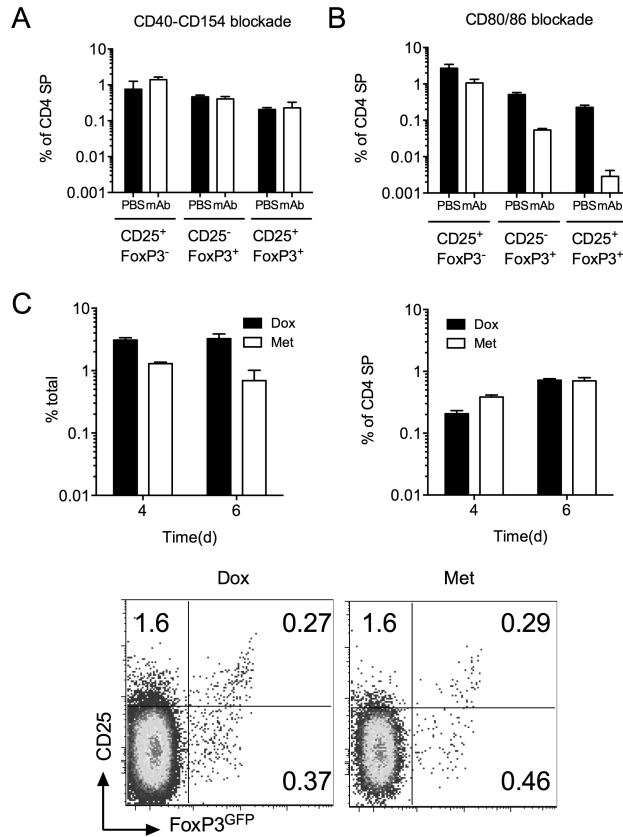 A
CD40-CD154 blockade
% of CD4 SP
10
1
0.1
0.01
0.001
PBS mAb PBS mAb PBS mAb
CD25+ CD25- CD25+
FoxP3- FoxP3+ FoxP3+
B
CD80/86 blockade
% of CD4 SP
10
1
0.1
0.01
0.001
PBS mAb PBS mAb PBS mAb
CD25+ CD25- CD25+
FoxP3- FoxP3+ FoxP3+
C
% total
10
1
0.1
0.01
Dox
Met
4 6
Time(d)
% of CD4 SP
10
1
0.1
0.01
Dox
Met
4 6
Time(d)
Dox
1.6 0.27
0.37
Met
1.6 0.29
0.46
CD25
FoxP3GFP